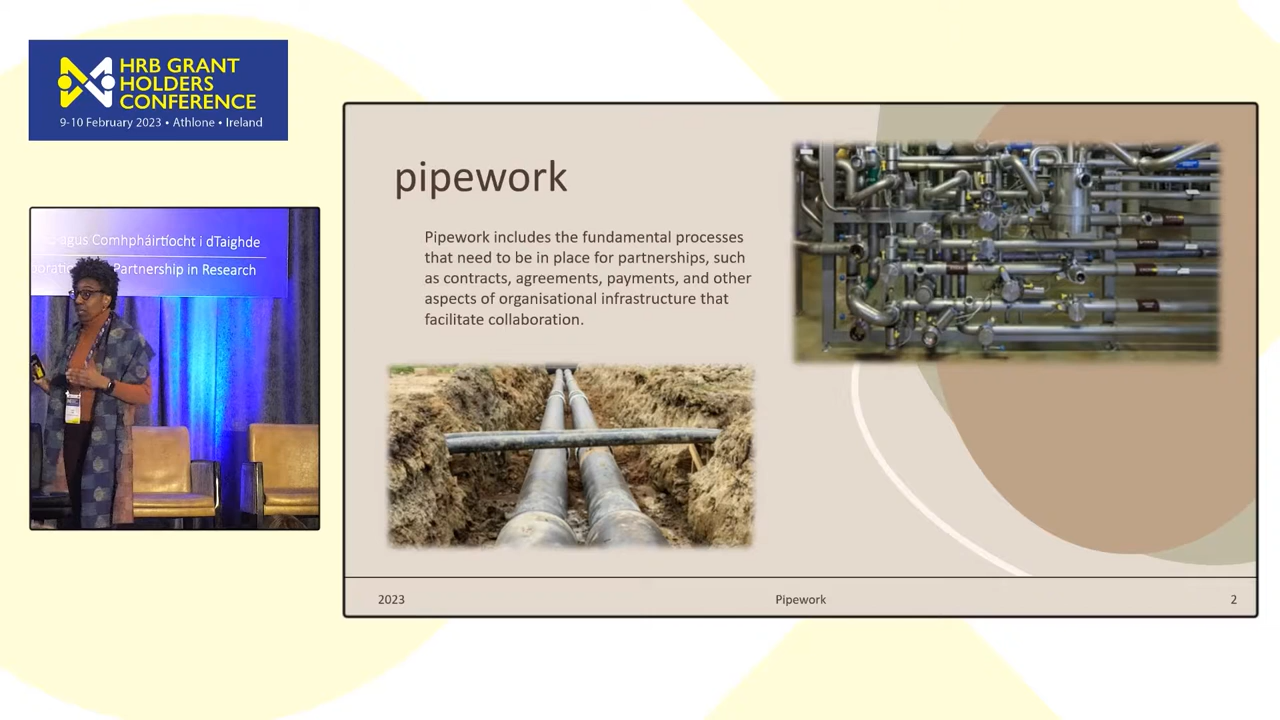 HRB GRANT
HOLDERS
CONFERENCE
9-10 February 2023 • Athlone • Ireland
agus Comhpháirtíocht i dTaighde
Partnership in Research
pipework
Pipework includes the fundamental processes
that need to be in place for partnerships, such
as contracts, agreements, payments, and other
aspects of organisational infrastructure that
facilitate collaboration.
2023
Pipework
2